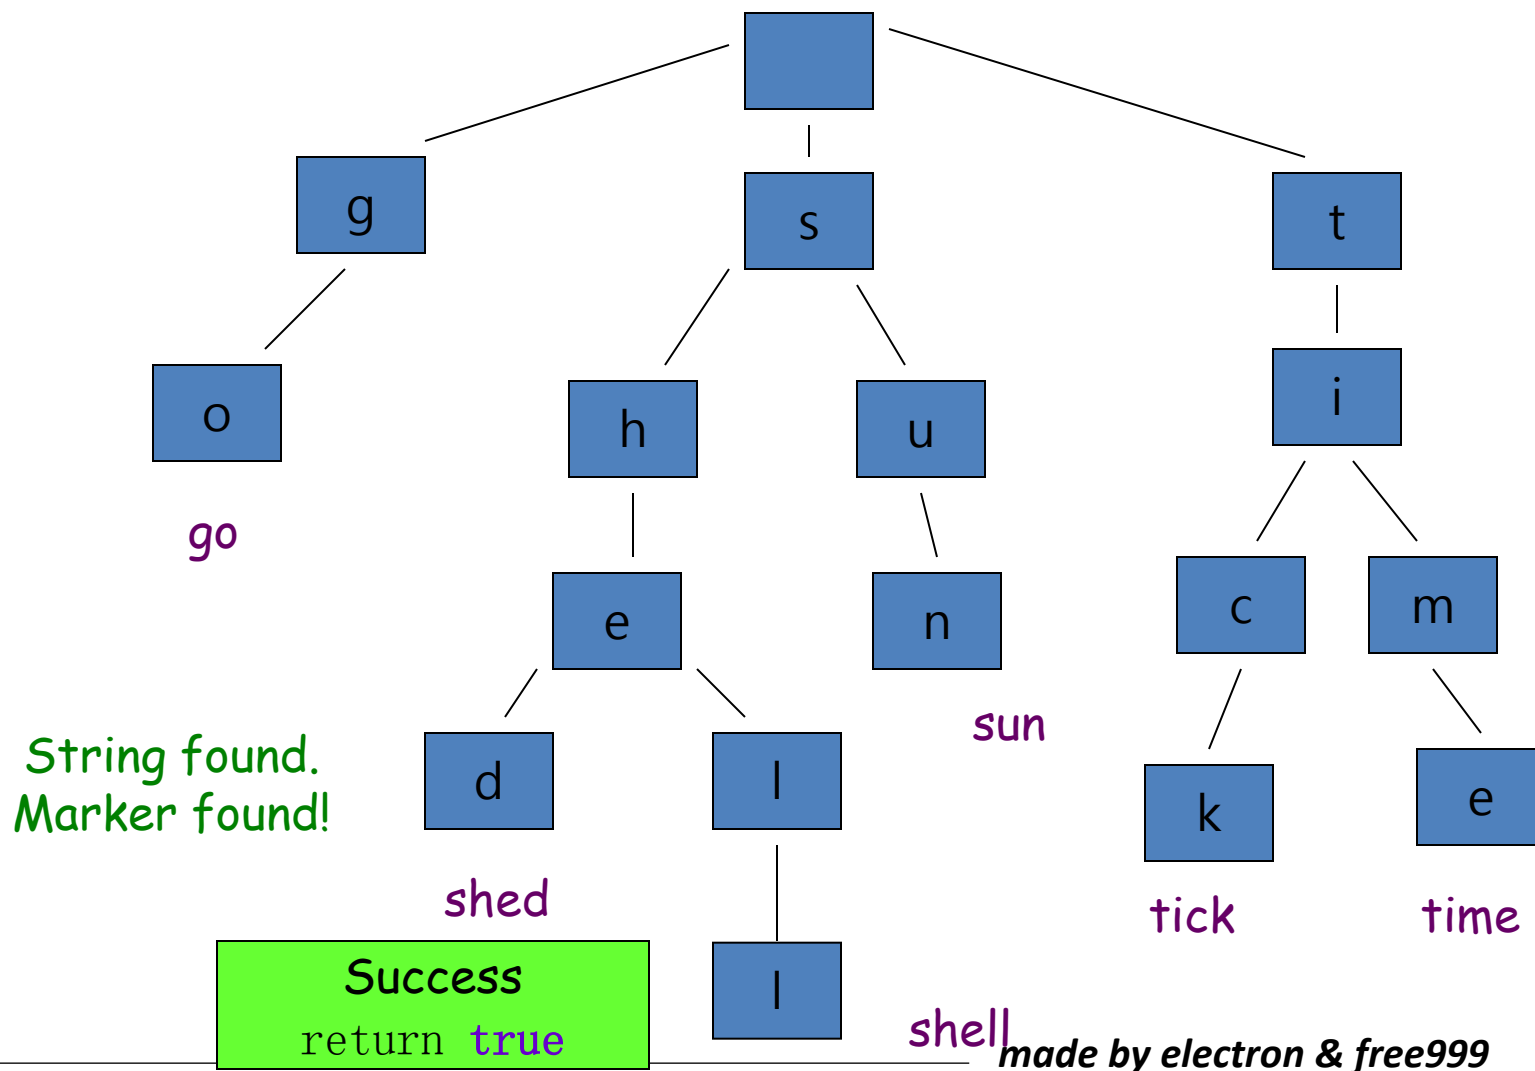 g
s
t
i
o
h
u
go
e
n
c
m
sun
String found.
Marker found!
d
l
k
e
shed
tick
time
Success
return true
l
shell
made by electron & free999